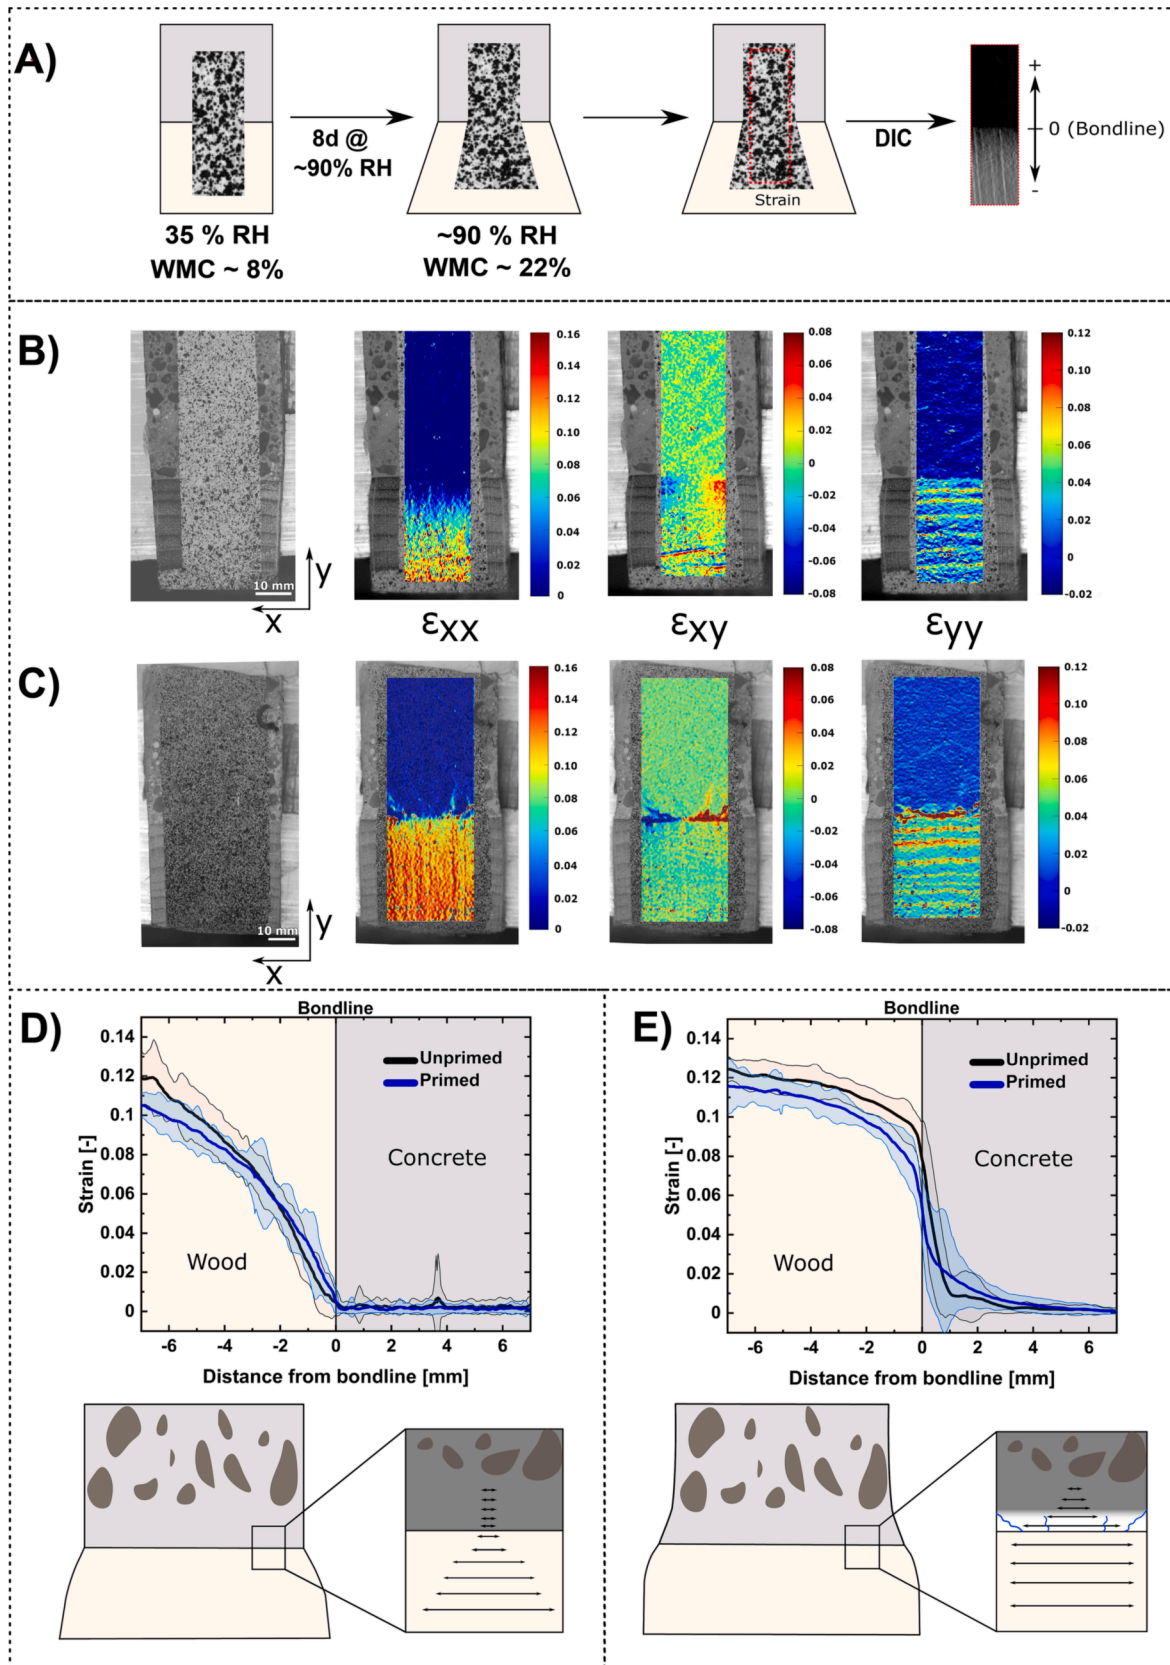 A)
8d @
~90% RH
35 % RH
WMC ~ 8%
~90 % RH
WMC ~ 22%
Strain
DIC
+
0 (Bondline)
-
B)
10 mm
y
x
0.16
0.14
0.12
0.10
0.08
0.06
0.04
0.02
0
εxx
0.08
0.06
0.04
0.02
0
-0.02
-0.04
-0.06
-0.08
εxy
0.12
0.10
0.08
0.06
0.04
0.02
0
-0.02
εyy
C)
10 mm
y
x
0.16
0.14
0.12
0.10
0.08
0.06
0.04
0.02
0
0.08
0.06
0.04
0.02
0
-0.02
-0.04
-0.06
-0.08
0.12
0.10
0.08
0.06
0.04
0.02
0
-0.02
D)
Bondline
Unprimed
Primed
Concrete
Wood
Strain [-]
0.14
0.12
0.1
0.08
0.06
0.04
0.02
0
-6 -4 -2 0 2 4 6
Distance from bondline [mm]
E)
Bondline
Unprimed
Primed
Concrete
Wood
Strain [-]
0.14
0.12
0.1
0.08
0.06
0.04
0.02
0
-6 -4 -2 0 2 4 6
Distance from bondline [mm]